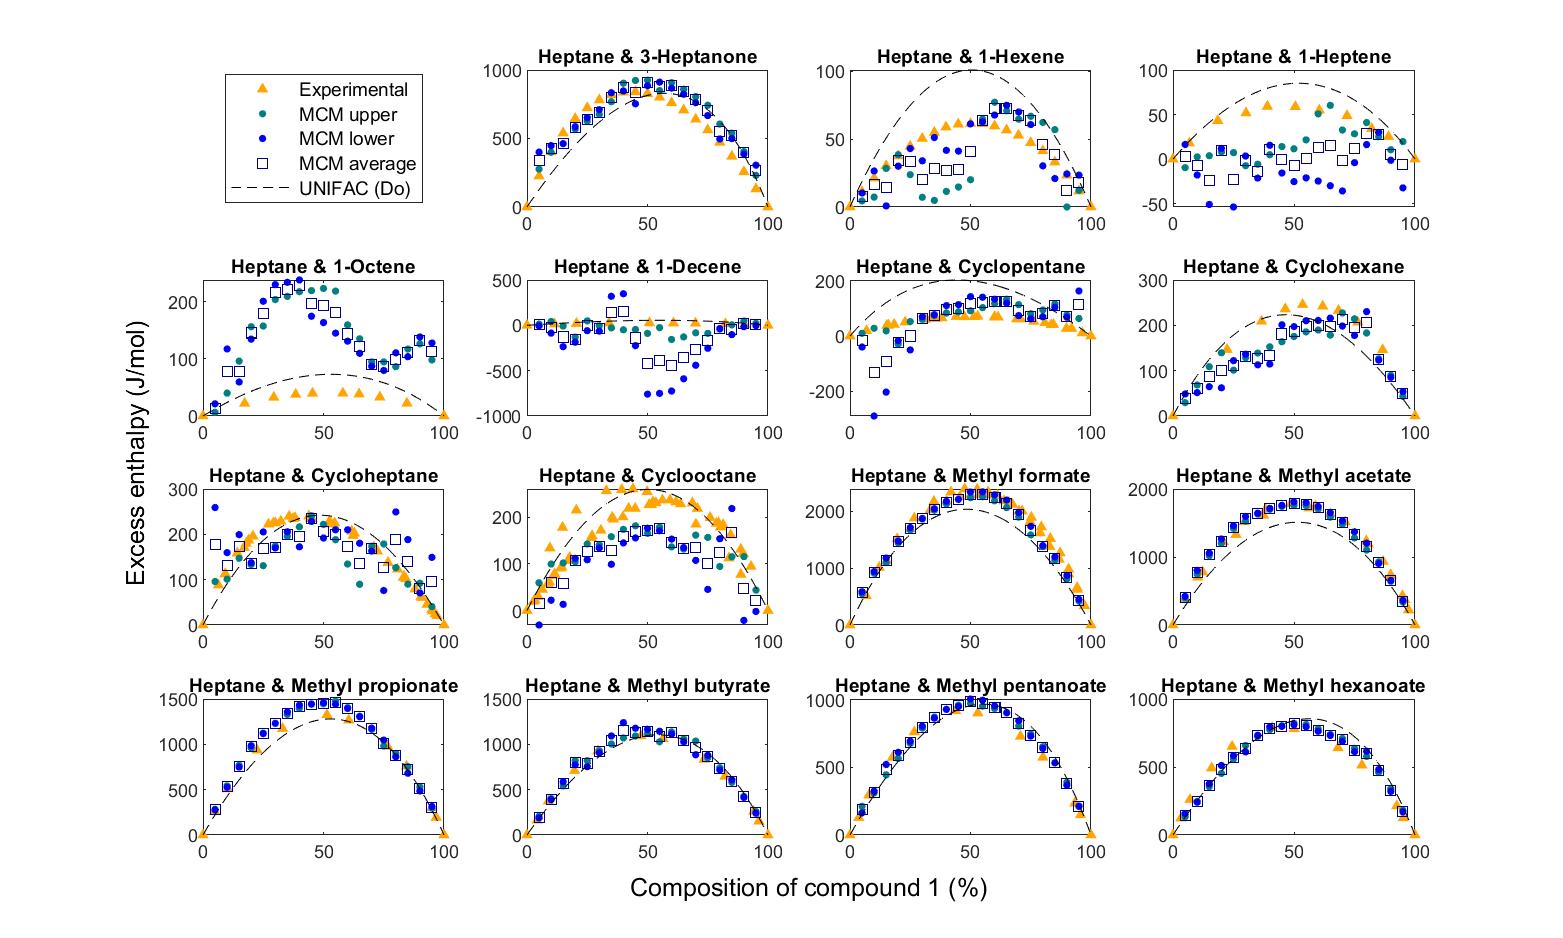 Experimental
MCM upper
MCM lower
MCM average
UNIFAC (Do)
Heptane & 3-Heptanone
1000
500
0
0 50 100
Heptane & 1-Hexene
100
50
0
0 50 100
Heptane & 1-Heptene
100
50
0
-50
0 50 100
Heptane & 1-Octene
200
100
0
0 50 100
Heptane & 1-Decene
500
0
-500
-1000
0 50 100
Heptane & Cyclopentane
200
0
-200
0 50 100
Heptane & Cyclohexane
300
200
100
0
0 50 100
Heptane & Cycloheptane
300
200
100
0
0 50 100
Heptane & Cyclooctane
200
100
0
0 50 100
Heptane & Methyl formate
2000
1000
0
0 50 100
Heptane & Methyl acetate
2000
1000
0
0 50 100
Heptane & Methyl propionate
1500
1000
500
0
0 50 100
Heptane & Methyl butyrate
1500
1000
500
0
0 50 100
Heptane & Methyl pentanoate
1000
500
0
0 50 100
Heptane & Methyl hexanoate
1000
500
0
0 50 100
Excess enthalpy (J/mol)
Composition of compound 1 (%)